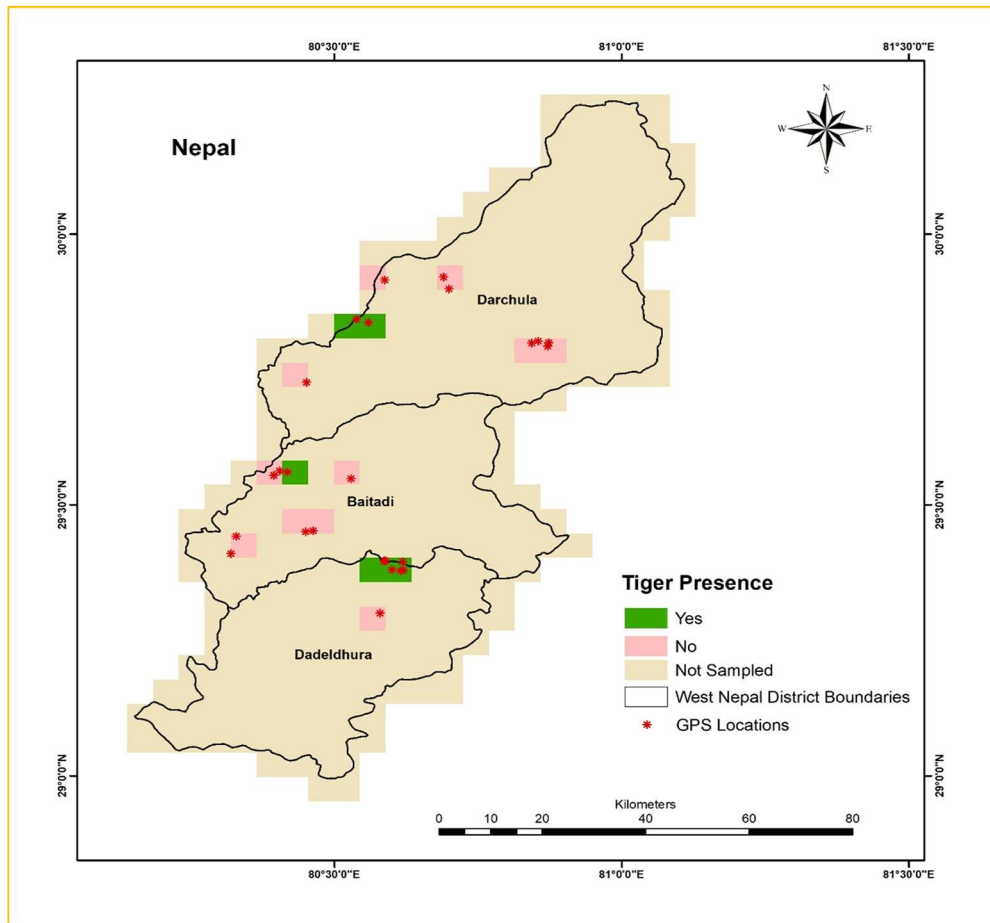 80°30'0"E
81°0'0"E
81°30'0"E
N
W
E
S
Nepal
30°0'0"N
30°0'0"N
Darchula
29°30'0"N
29°30'0"N
Baitadi
Dadeldhura
29°0'0"N
29°0'0"N
Tiger Presence
Yes
No
Not Sampled
West Nepal District Boundaries
GPS Locations
Kilometers
0 10 20 40 60 80
80°30'0"E
81°0'0"E
81°30'0"E